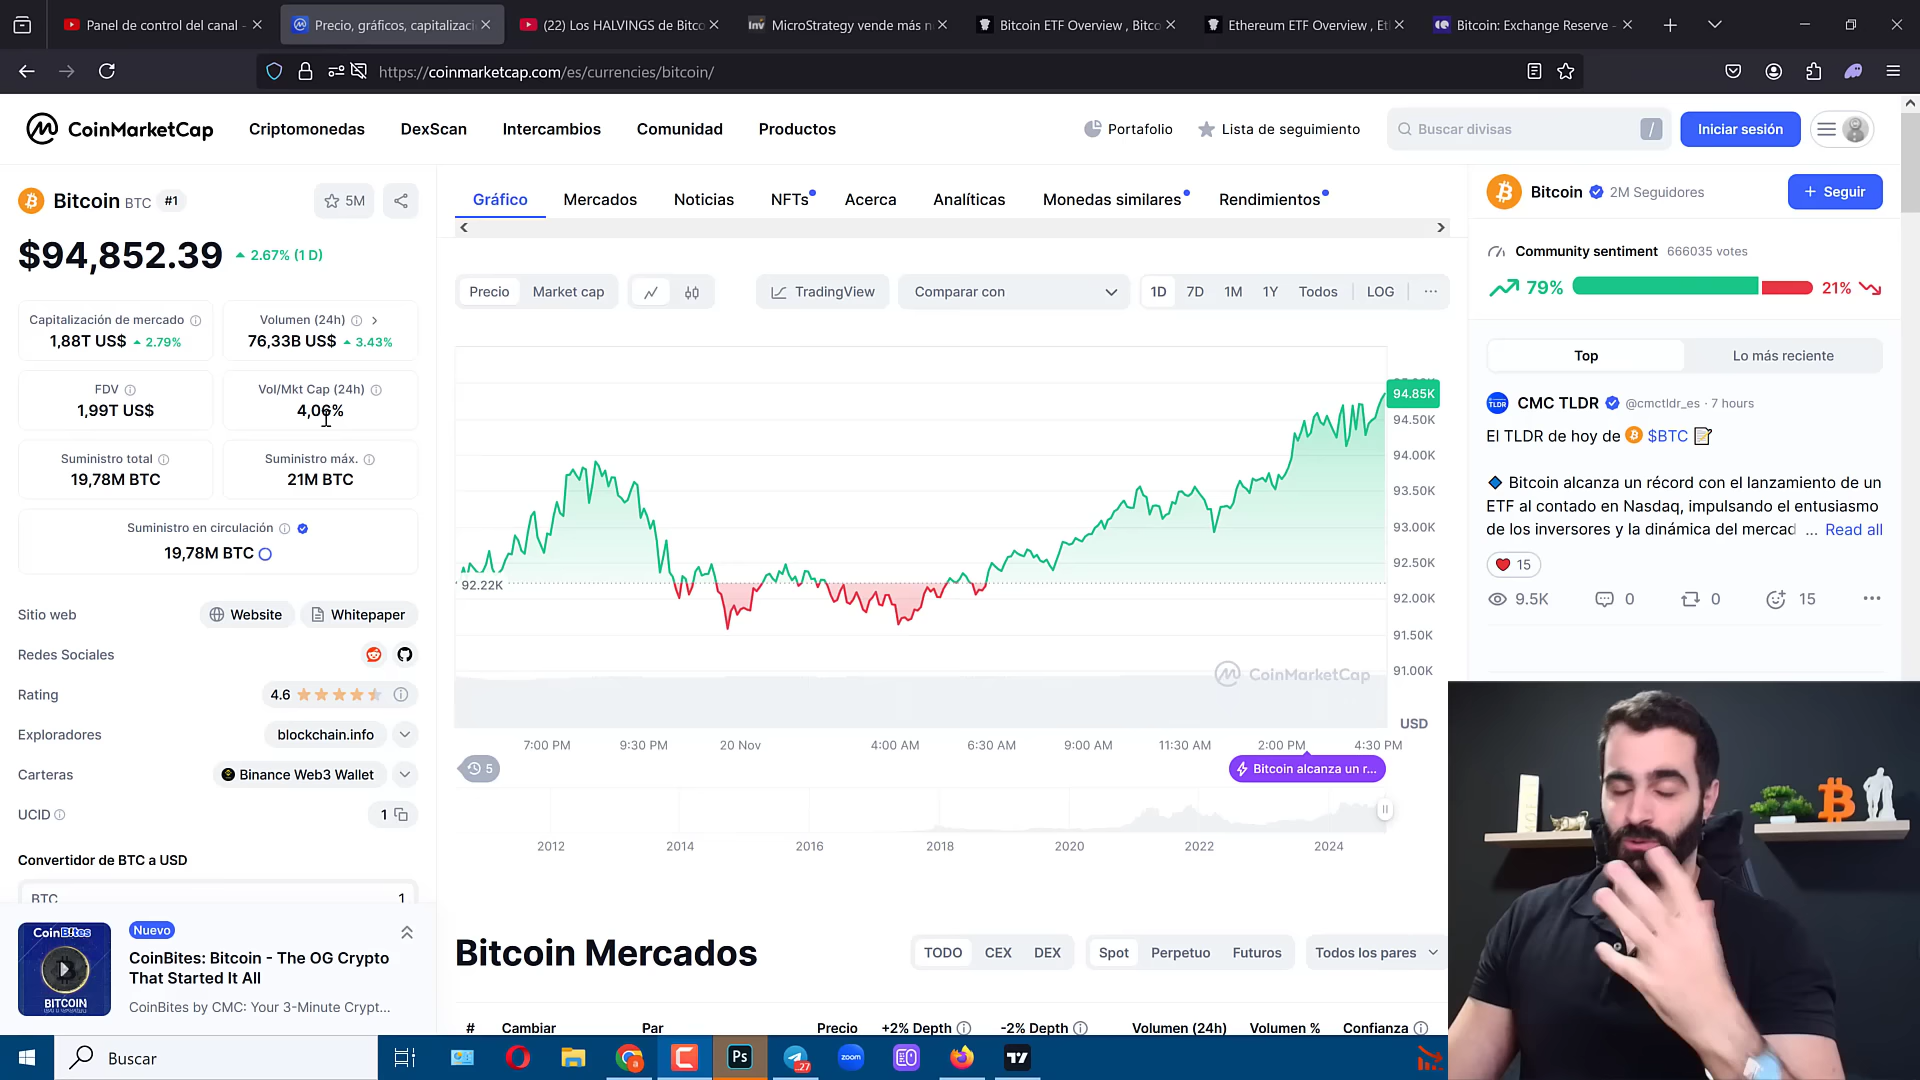 Panel de control del canal -
Precio, gráficos, capitalizaci
(22) Los HALVINGS de Bitco
MicroStrategy vende más n
Bitcoin ETF Overview , Bitco
Ethereum ETF Overview , Et
Bitcoin: Exchange Reserve -
https://coinmarketcap.com/es/currencies/bitcoin/
CoinMarketCap
Criptomonedas
DexScan
Intercambios
Comunidad
Productos
Portafolio
Lista de seguimiento
Buscar divisas
/
Iniciar sesión
Bitcoin BTC #1
5M
$94,852.39
2.67% (1 D)
Capitalización de mercado
1,88T US$ 2.79%
Volumen (24h)
76,33B US$ 3.43%
FDV
1,99T US$
Vol/Mkt Cap (24h)
4,06%
Suministro total
19,78M BTC
Suministro máx.
21M BTC
Suministro en circulación
19,78M BTC
Sitio web
Website
Whitepaper
Redes Sociales
Rating
4.6
Exploradores
blockchain.info
Carteras
Binance Web3 Wallet
UCID
1
Convertidor de BTC a USD
BTC
1
CoinBites
BITCOIN
Nuevo
CoinBites: Bitcoin - The OG Crypto
That Started It All
CoinBites by CMC: Your 3-Minute Crypt...
Gráfico
Mercados
Noticias
NFTs
Acerca
Analíticas
Monedas similares
Rendimientos
Precio
Market cap
TradingView
Comparar con
1D
7D
1M
1Y
Todos
LOG
94.85K
94.50K
94.00K
93.50K
93.00K
92.50K
92.00K
91.50K
91.00K
92.22K
CoinMarketCap
USD
7:00 PM
9:30 PM
20 Nov
4:00 AM
6:30 AM
9:00 AM
11:30 AM
2:00 PM
4:30 PM
5
Bitcoin alcanza un r...
2012
2014
2016
2018
2020
2022
2024
Bitcoin Mercados
TODO
CEX
DEX
Spot
Perpetuo
Futuros
Todos los pares
#
Cambiar
Par
Precio
+2% Depth
-2% Depth
Volumen (24h)
Volumen %
Confianza
Bitcoin
2M Seguidores
+ Seguir
Community sentiment 666035 votes
79%
21%
Top
Lo más reciente
TLDR
CMC TLDR @cmctldr_es · 7 hours
El TLDR de hoy de $BTC
Bitcoin alcanza un récord con el lanzamiento de un
ETF al contado en Nasdaq, impulsando el entusiasmo
de los inversores y la dinámica del mercad ... Read all
15
9.5K
0
0
15
Buscar
Ps
27
zoom